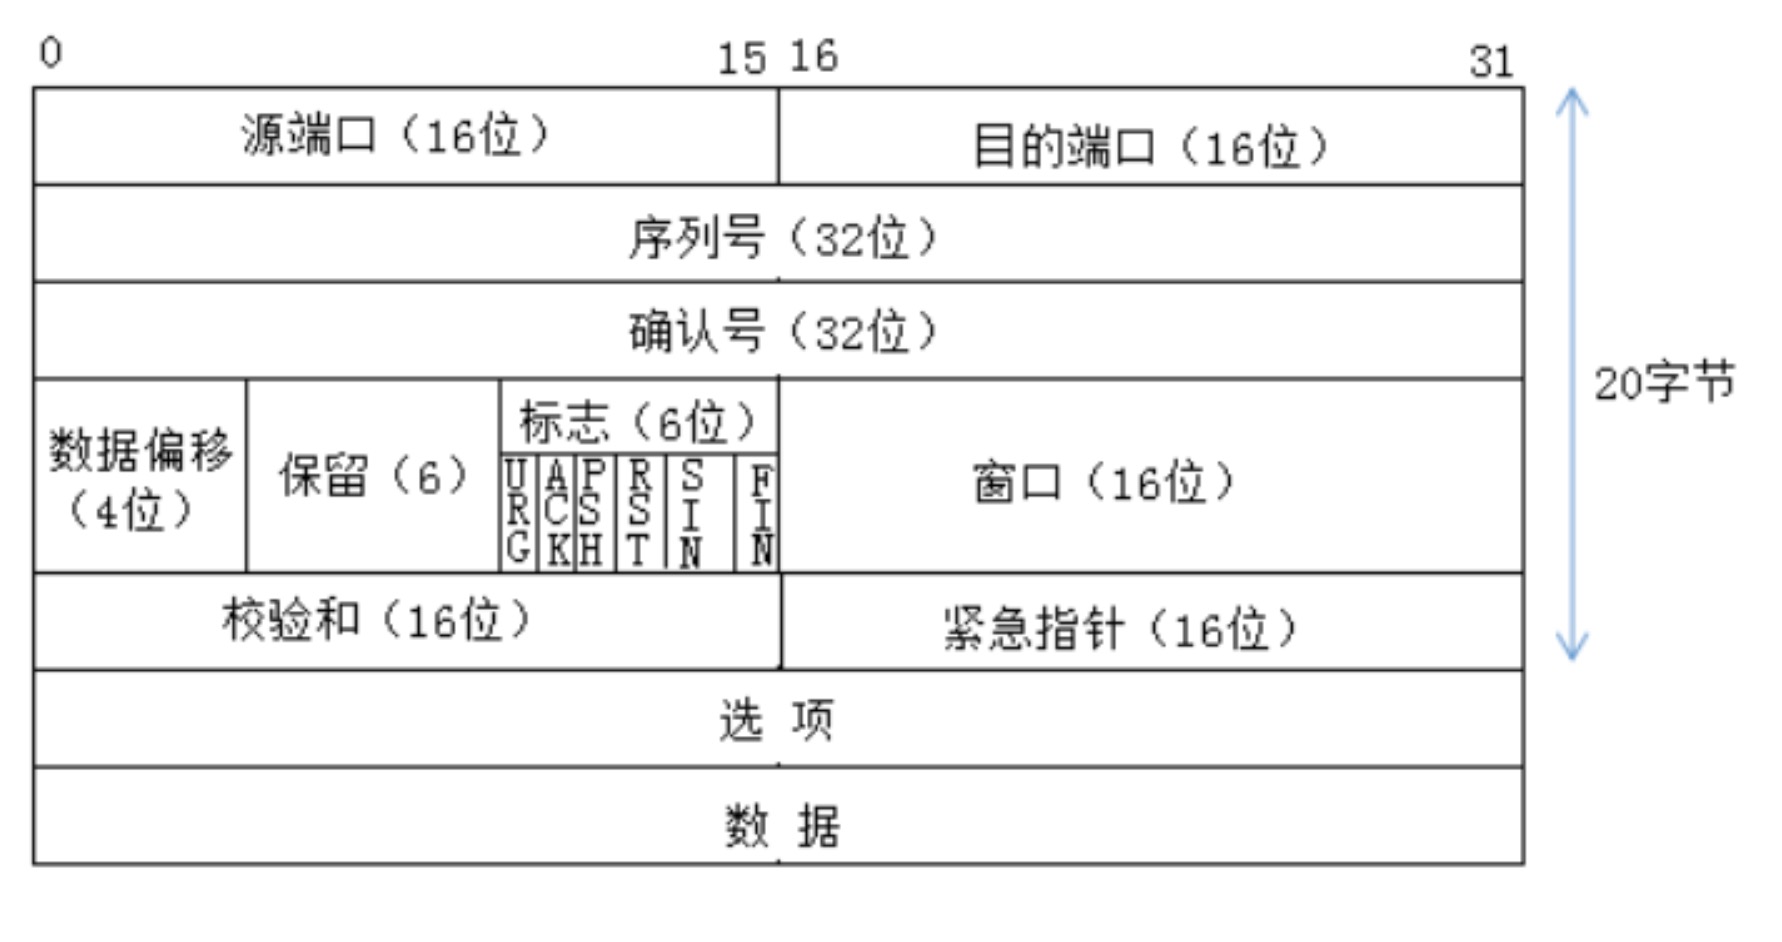 0 15 16 31
源端口（16位） 目的端口（16位）
序列号（32位）
确认号（32位）
20字节
数据偏移
（4位）
保留（6）
标志（6位）
URG ACK PSH RST SIN FIN
窗口（16位）
校验和（16位） 紧急指针（16位）
选 项
数 据